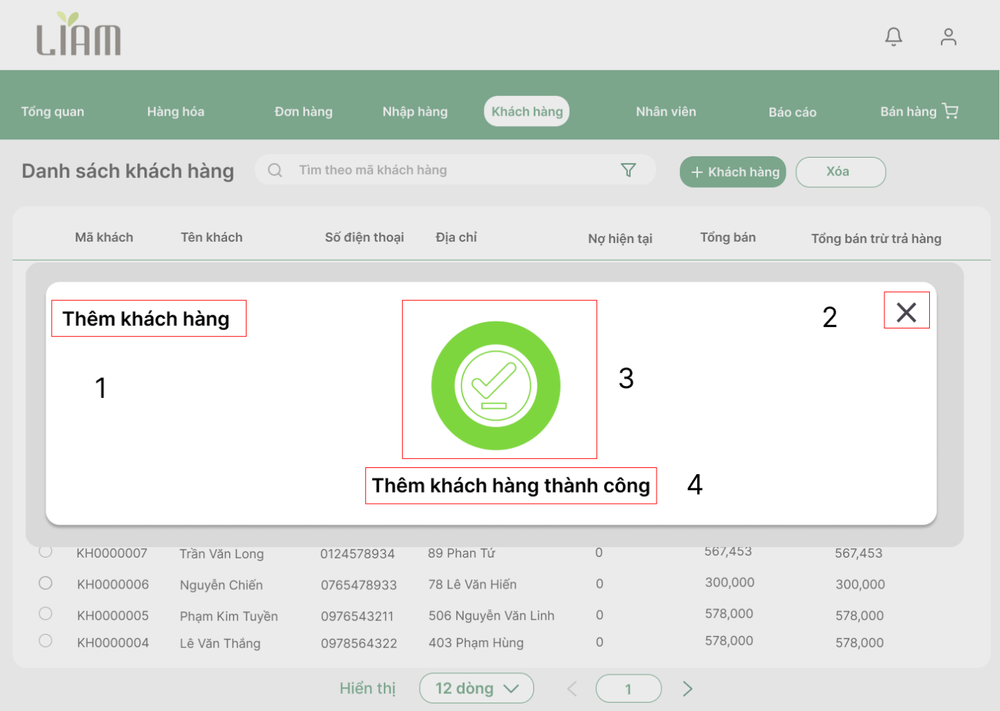 LIAM
Tổng quan Hàng hóa Đơn hàng Nhập hàng Khách hàng Nhân viên Báo cáo Bán hàng
Danh sách khách hàng Tìm theo mã khách hàng + Khách hàng Xóa
Mã khách Tên khách Số điện thoại Địa chỉ Nợ hiện tại Tổng bán Tổng bán trừ trả hàng
Thêm khách hàng 2
1 3
Thêm khách hàng thành công 4
KH0000007 Trần Văn Long 0124578934 89 Phan Tứ 0 567,453 567,453
KH0000006 Nguyễn Chiến 0765478933 78 Lê Văn Hiến 0 300,000 300,000
KH0000005 Phạm Kim Tuyền 0976543211 506 Nguyễn Văn Linh 0 578,000 578,000
KH0000004 Lê Văn Thắng 0978564322 403 Phạm Hùng 0 578,000 578,000
Hiển thị 12 dòng 1